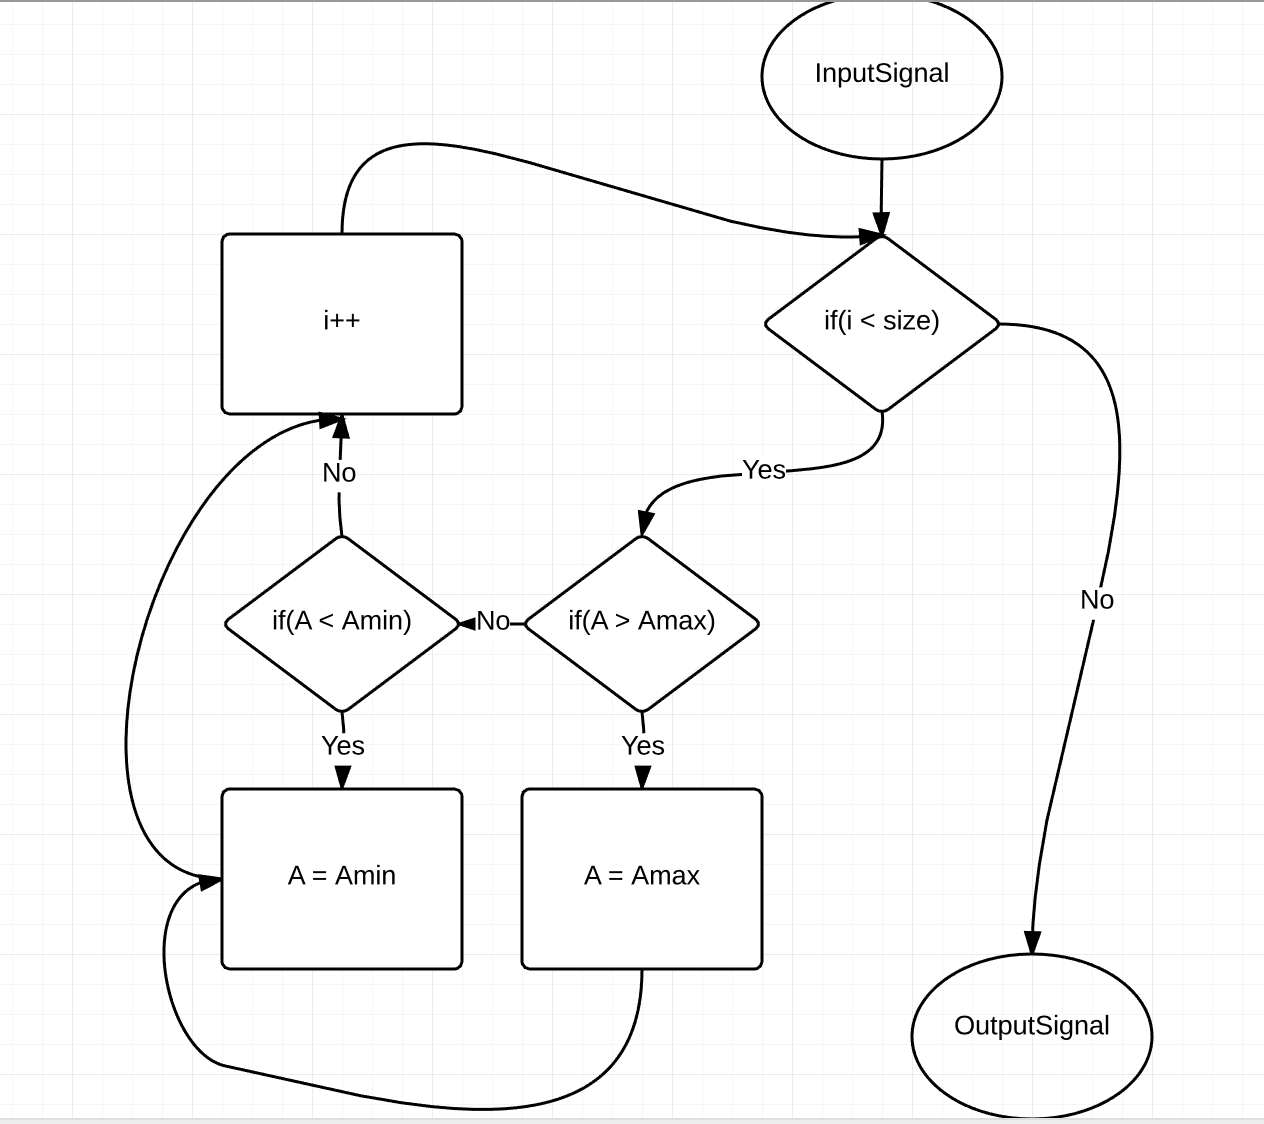 InputSignal
i++
if(i < size)
No
Yes
if(A < Amin)
No
if(A > Amax)
No
Yes
Yes
A = Amin
A = Amax
OutputSignal